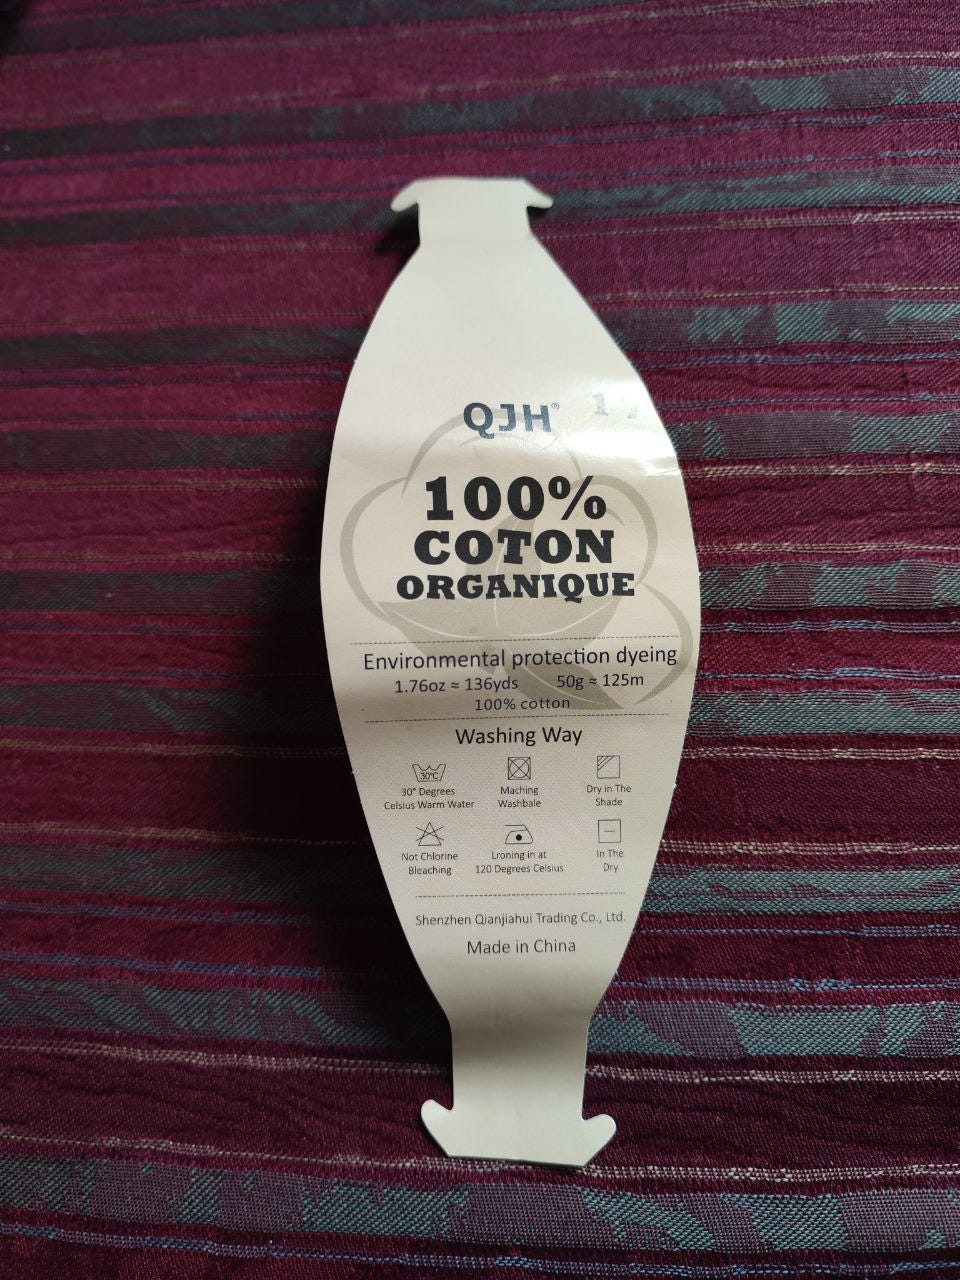 QJH®
100%
COTON
ORGANIQUE
Environmental protection dyeing
1.76oz ≈ 136yds 50g ≈ 125m
100% cotton
Washing Way
30°C
30° Degrees
Celsius Warm Water
Maching
Washbale
Dry in The
Shade
Not Chlorine
Bleaching
Lroning in at
120 Degrees Celsius
In The
Dry
Shenzhen Qianjiahui Trading Co., Ltd.
Made in China